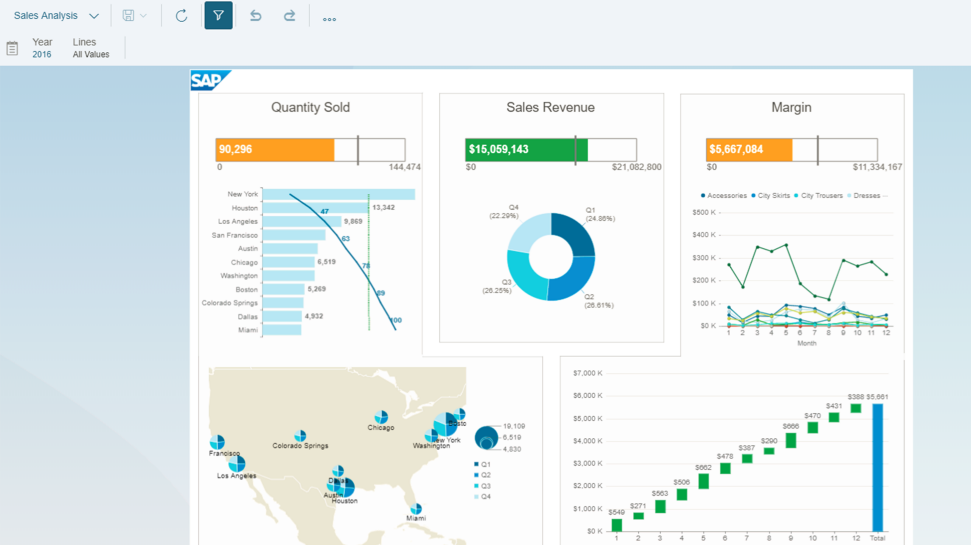 Sales Analysis
Year
2016
Lines
All Values
SAP
Quantity Sold
90,296
0
144,474
New York
Houston
Los Angeles
San Francisco
Austin
Chicago
Washington
Boston
Colorado Springs
Dallas
Miami
13,342
9,869
6,519
5,269
4,932
47
63
78
89
100
Sales Revenue
$15,059,143
$0
$21,082,800
Q4
(22.29%)
Q1
(24.86%)
Q3
(26.25%)
Q2
(26.61%)
Margin
$5,667,084
$0
$11,334,167
Accessories City Skirts City Trousers Dresses
$500 K
$400 K
$300 K
$200 K
$100 K
$0 K
1 2 3 4 5 6 7 8 9 10 11 12
Month
Chicago
Colorado Springs
Washington
New York
Francisco
Los Angeles
Austin
Houston
Miami
19,109
6,519
4,830
Q1
Q2
Q3
Q4
$7,000 K
$6,000 K
$5,000 K
$4,000 K
$3,000 K
$2,000 K
$1,000 K
$0 K
$549
$271
$563
$506
$662
$478
$387
$290
$666
$470
$431
$388
$5,661
1 2 3 4 5 6 7 8 9 10 11 12 Total